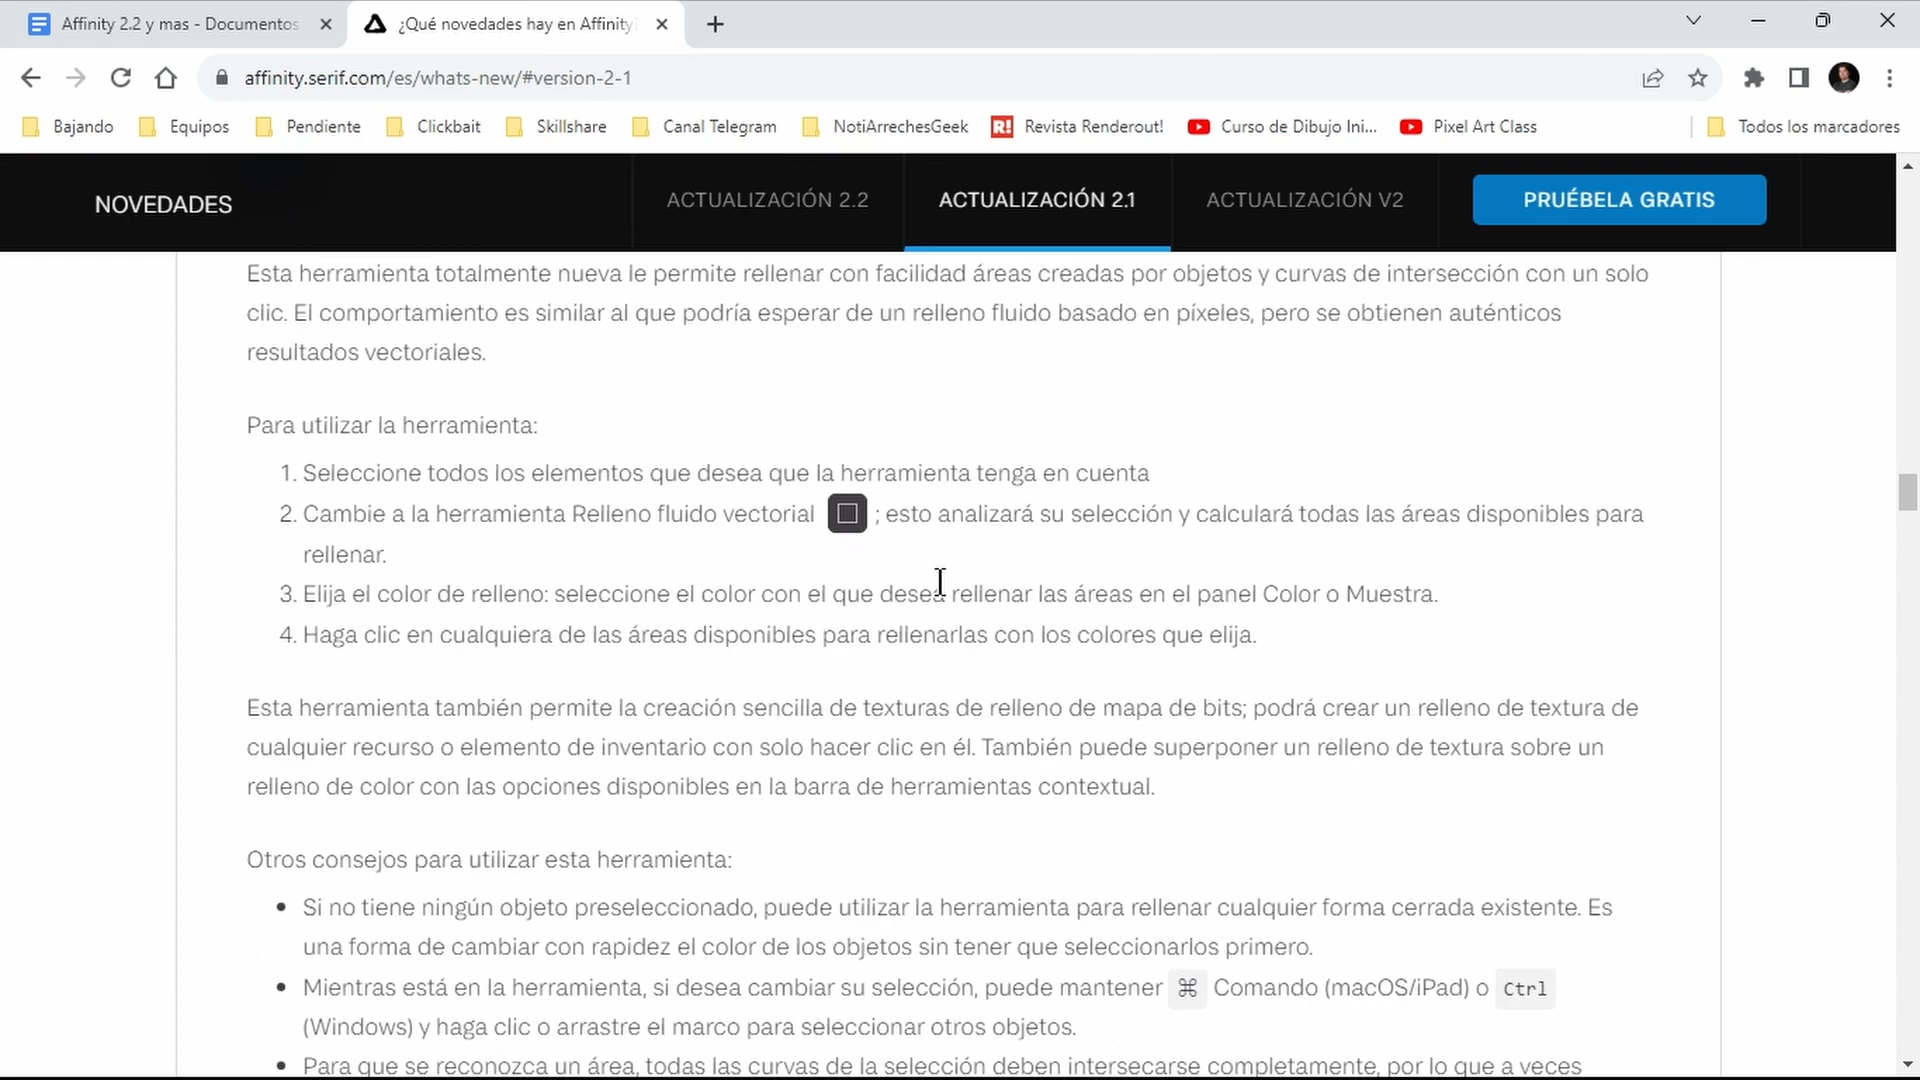 Affinity 2.2 y mas - Documentos
¿Qué novedades hay en Affinity
affinity.serif.com/es/whats-new/#version-2-1
Bajando Equipos Pendiente Clickbait Skillshare Canal Telegram NotiArrechesGeek R! Revista Renderout! Curso de Dibujo Ini... Pixel Art Class Todos los marcadores
NOVEDADES ACTUALIZACIÓN 2.2 ACTUALIZACIÓN 2.1 ACTUALIZACIÓN V2 PRUÉBELA GRATIS
Esta herramienta totalmente nueva le permite rellenar con facilidad áreas creadas por objetos y curvas de intersección con un solo
clic. El comportamiento es similar al que podría esperar de un relleno fluido basado en píxeles, pero se obtienen auténticos
resultados vectoriales.
Para utilizar la herramienta:
1. Seleccione todos los elementos que desea que la herramienta tenga en cuenta
2. Cambie a la herramienta Relleno fluido vectorial ; esto analizará su selección y calculará todas las áreas disponibles para
rellenar.
3. Elija el color de relleno: seleccione el color con el que desea rellenar las áreas en el panel Color o Muestra.
4. Haga clic en cualquiera de las áreas disponibles para rellenarlas con los colores que elija.
Esta herramienta también permite la creación sencilla de texturas de relleno de mapa de bits; podrá crear un relleno de textura de
cualquier recurso o elemento de inventario con solo hacer clic en él. También puede superponer un relleno de textura sobre un
relleno de color con las opciones disponibles en la barra de herramientas contextual.
Otros consejos para utilizar esta herramienta:
• Si no tiene ningún objeto preseleccionado, puede utilizar la herramienta para rellenar cualquier forma cerrada existente. Es
una forma de cambiar con rapidez el color de los objetos sin tener que seleccionarlos primero.
• Mientras está en la herramienta, si desea cambiar su selección, puede mantener ⌘ Comando (macOS/iPad) o Ctrl
(Windows) y haga clic o arrastre el marco para seleccionar otros objetos.
• Para que se reconozca un área, todas las curvas de la selección deben intersecarse completamente, por lo que a veces